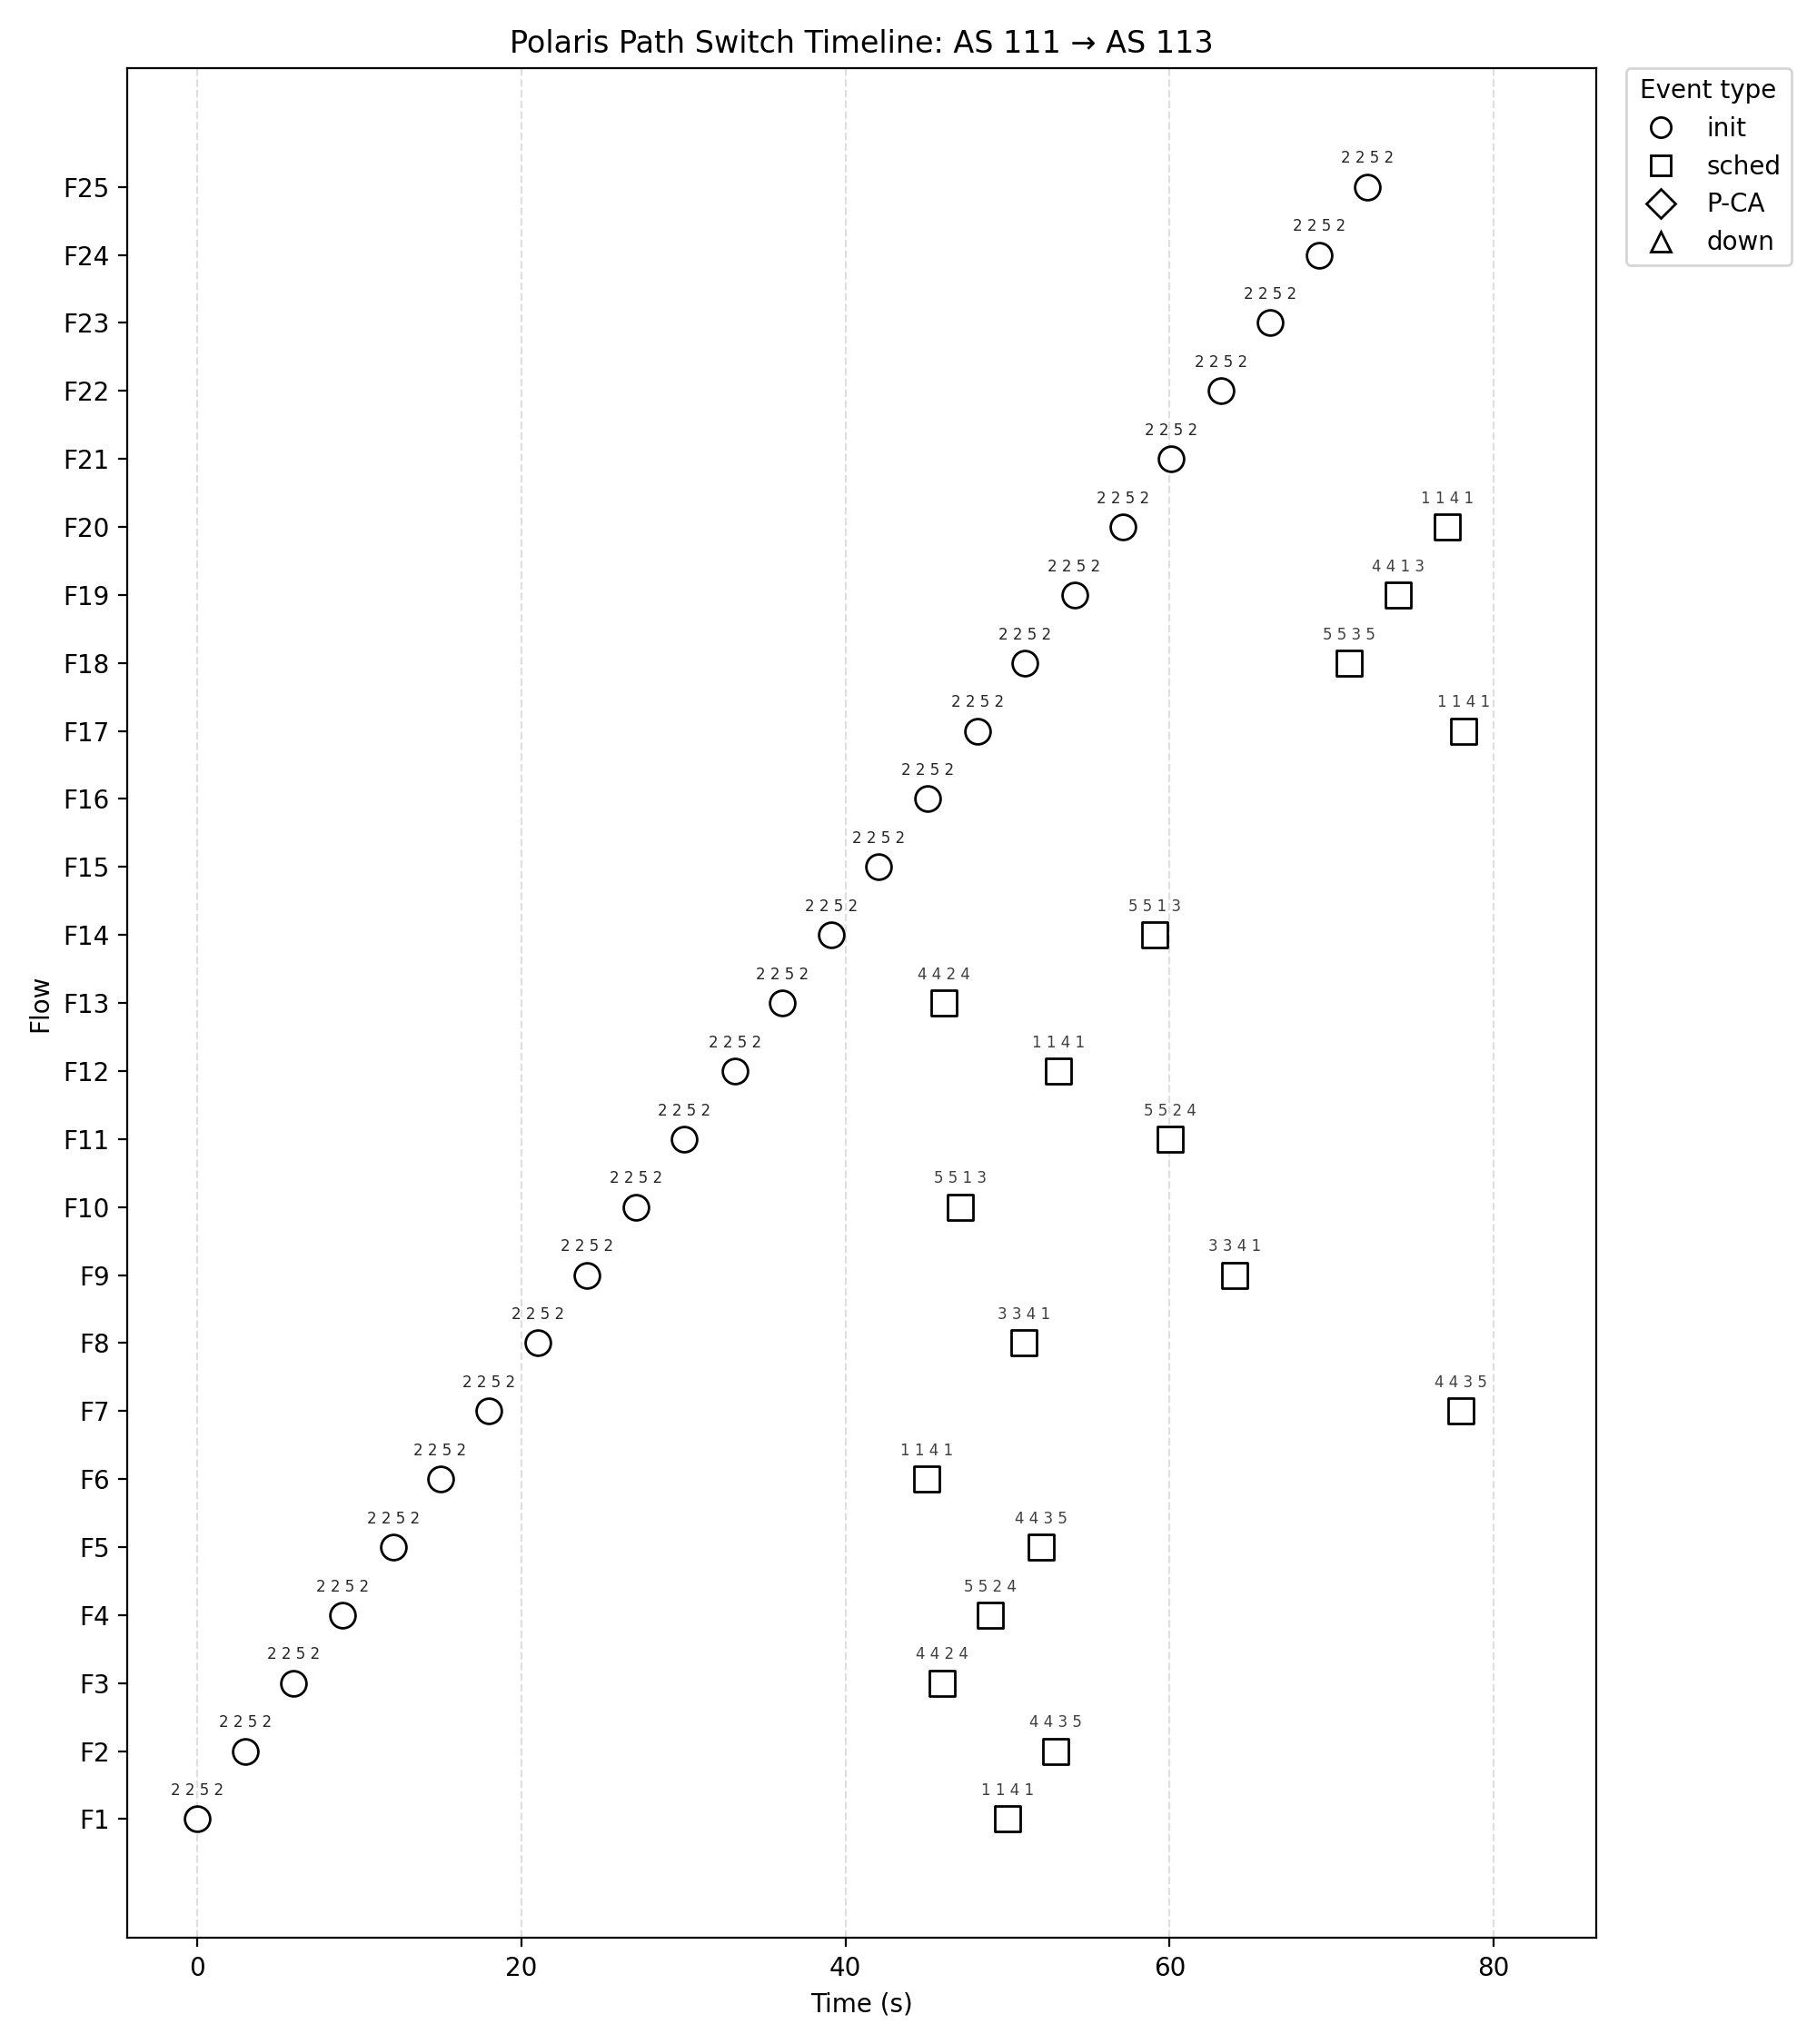 Polaris Path Switch Timeline: AS 111 → AS 113
Event type
init
sched
P-CA
down
2 2 5 2
F25
2 2 5 2
F24
2 2 5 2
F23
2 2 5 2
F22
2 2 5 2
F21
2 2 5 2 1 1 4 1
F20
2 2 5 2 4 4 1 3
F19
2 2 5 2 5 5 3 5
F18
2 2 5 2 1 1 4 1
F17
2 2 5 2
F16
2 2 5 2
F15
2 2 5 2 5 5 1 3
F14
2 2 5 2 4 4 2 4
F13
2 2 5 2 1 1 4 1
F12
2 2 5 2 5 5 2 4
F11
2 2 5 2 5 5 1 3
F10
2 2 5 2 3 3 4 1
F9
2 2 5 2 3 3 4 1
F8
2 2 5 2 4 4 3 5
F7
2 2 5 2 1 1 4 1
F6
2 2 5 2 4 4 3 5
F5
2 2 5 2 5 5 2 4
F4
2 2 5 2 4 4 2 4
F3
2 2 5 2 4 4 3 5
F2
2 2 5 2 1 1 4 1
F1
Flow
0 20 40 60 80
Time (s)